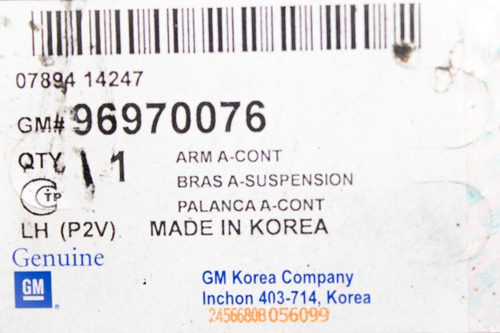 07894 14247
GM# 96970076
QTY 1 ARM A-CONT
BRAS A-SUSPENSION
PALANCA A-CONT
LH (P2V) MADE IN KOREA
Genuine
GM
GM Korea Company
Inchon 403-714, Korea
056099